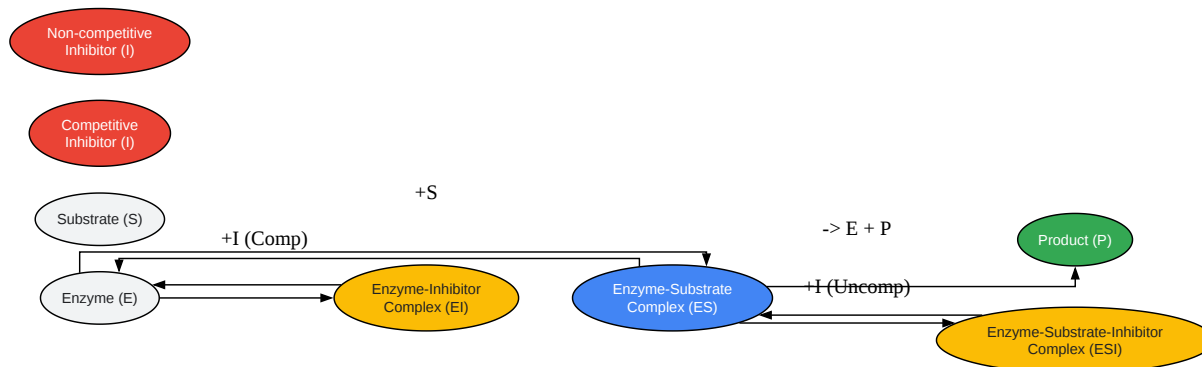 Non-competitive
Inhibitor (I)
Competitive
Inhibitor (I)
+S
Substrate (S)
+I (Comp)
-> E + P
Product (P)
Enzyme (E)
Enzyme-Inhibitor
Complex (EI)
Enzyme-Substrate
Complex (ES)
+I (Uncomp)
Enzyme-Substrate-Inhibitor
Complex (ESI)